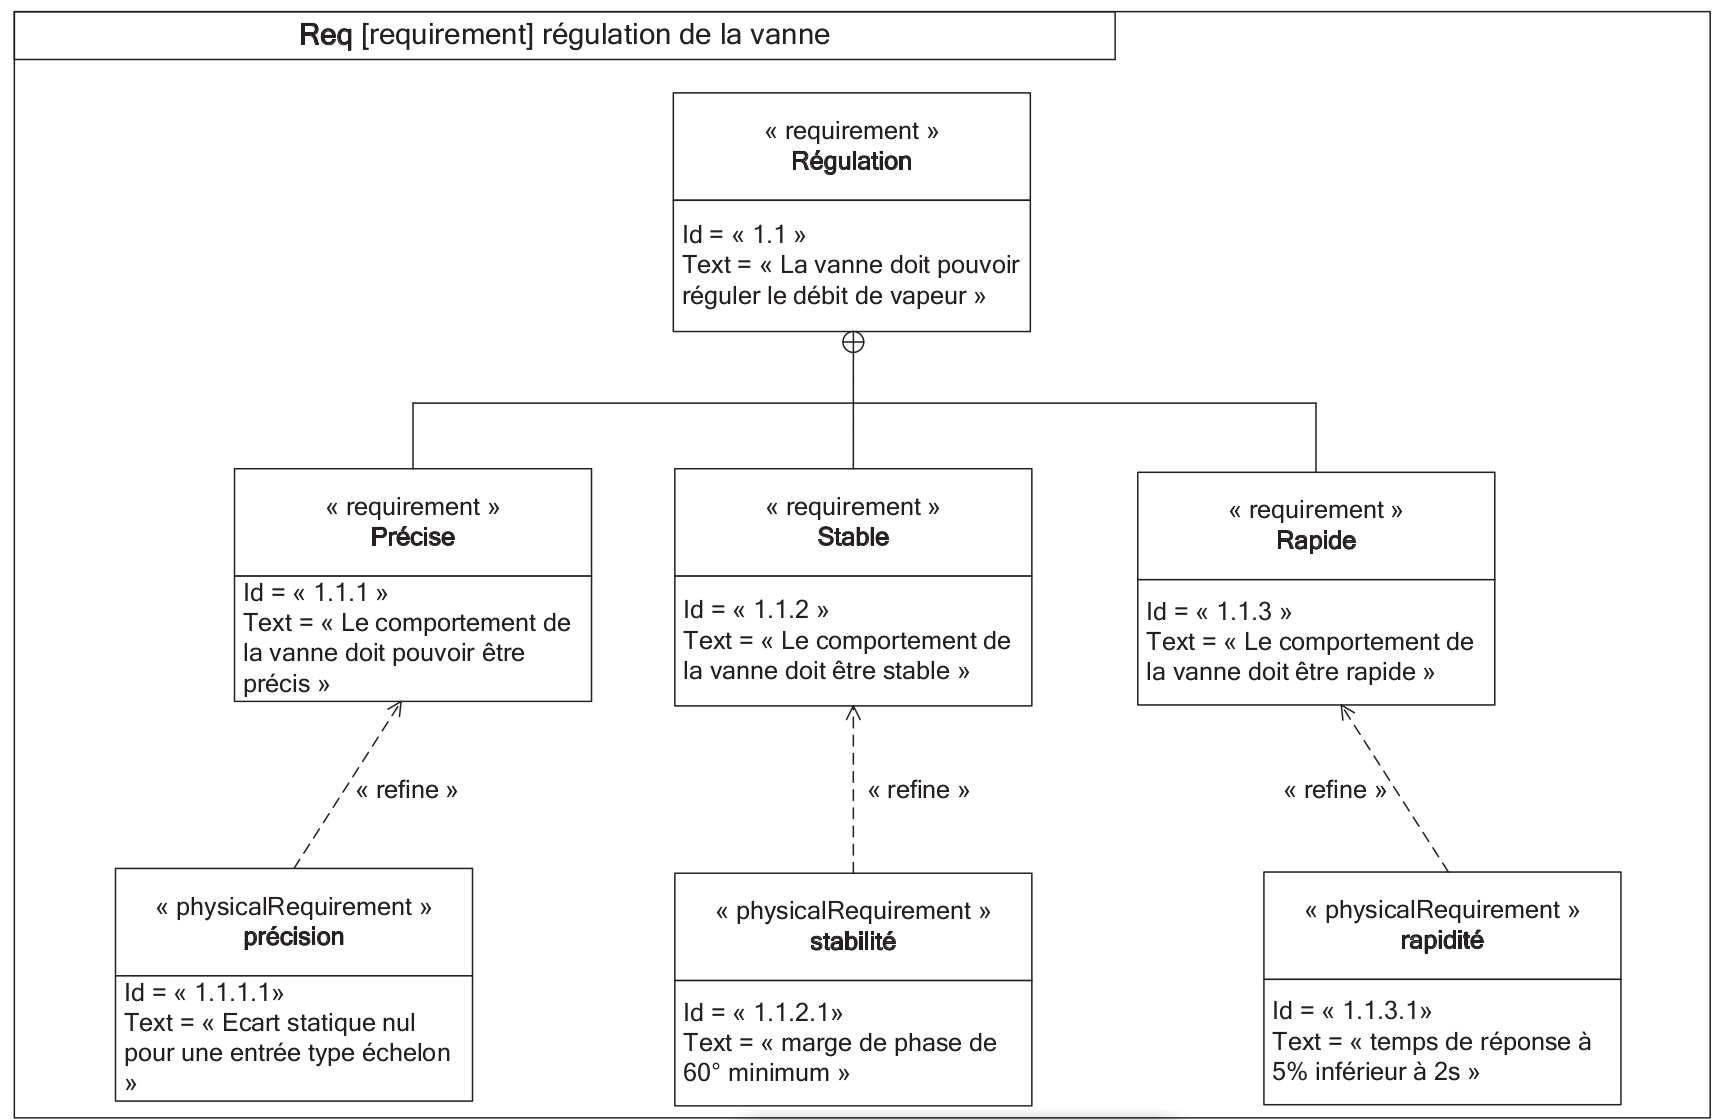 Req [requirement] régulation de la vanne
« requirement »
Régulation
Id = « 1.1 »
Text = « La vanne doit pouvoir
réguler le débit de vapeur »
« requirement »
Précise
Id = « 1.1.1 »
Text = « Le comportement de
la vanne doit pouvoir être
précis »
« requirement »
Stable
Id = « 1.1.2 »
Text = « Le comportement de
la vanne doit être stable »
« requirement »
Rapide
Id = « 1.1.3 »
Text = « Le comportement de
la vanne doit être rapide »
« refine »
« refine »
« refine »
« physicalRequirement »
précision
Id = « 1.1.1.1»
Text = « Ecart statique nul
pour une entrée type échelon
»
« physicalRequirement »
stabilité
Id = « 1.1.2.1»
Text = « marge de phase de
60° minimum »
« physicalRequirement »
rapidité
Id = « 1.1.3.1»
Text = « temps de réponse à
5% inférieur à 2s »